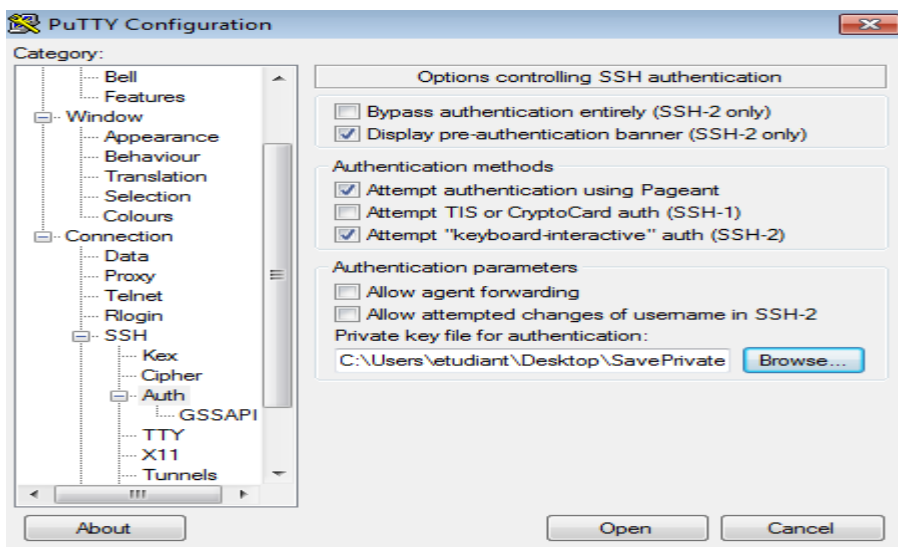 PuTTY Configuration
Category:
Bell
Features
Window
Appearance
Behaviour
Translation
Selection
Colours
Connection
Data
Proxy
Telnet
Rlogin
SSH
Kex
Cipher
Auth
GSSAPI
TTY
X11
Tunnels
Options controlling SSH authentication
Bypass authentication entirely (SSH-2 only)
Display pre-authentication banner (SSH-2 only)
Authentication methods
Attempt authentication using Pageant
Attempt TIS or CryptoCard auth (SSH-1)
Attempt "keyboard-interactive" auth (SSH-2)
Authentication parameters
Allow agent forwarding
Allow attempted changes of username in SSH-2
Private key file for authentication:
C:\Users\etudiant\Desktop\SavePrivate Browse...
About Open Cancel